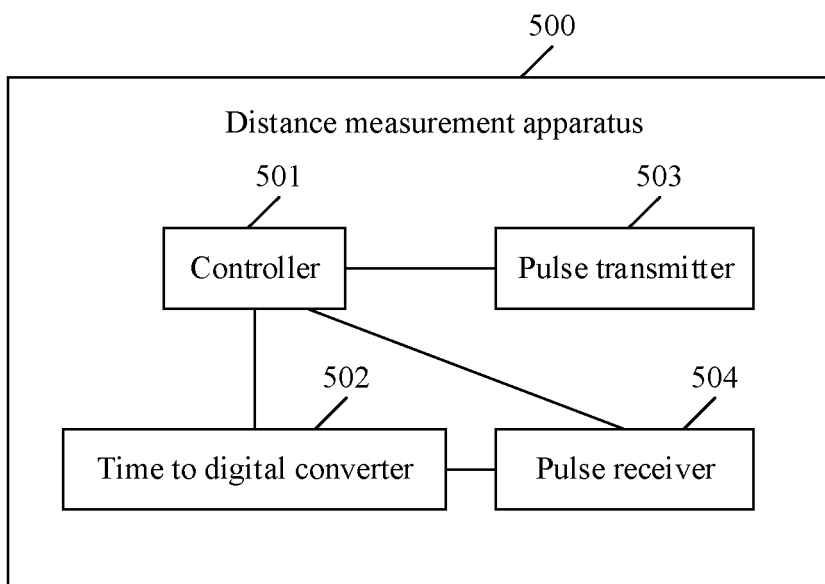 500
Distance measurement apparatus
501
503
Controller
Pulse transmitter
502
504
Time to digital converter
Pulse receiver